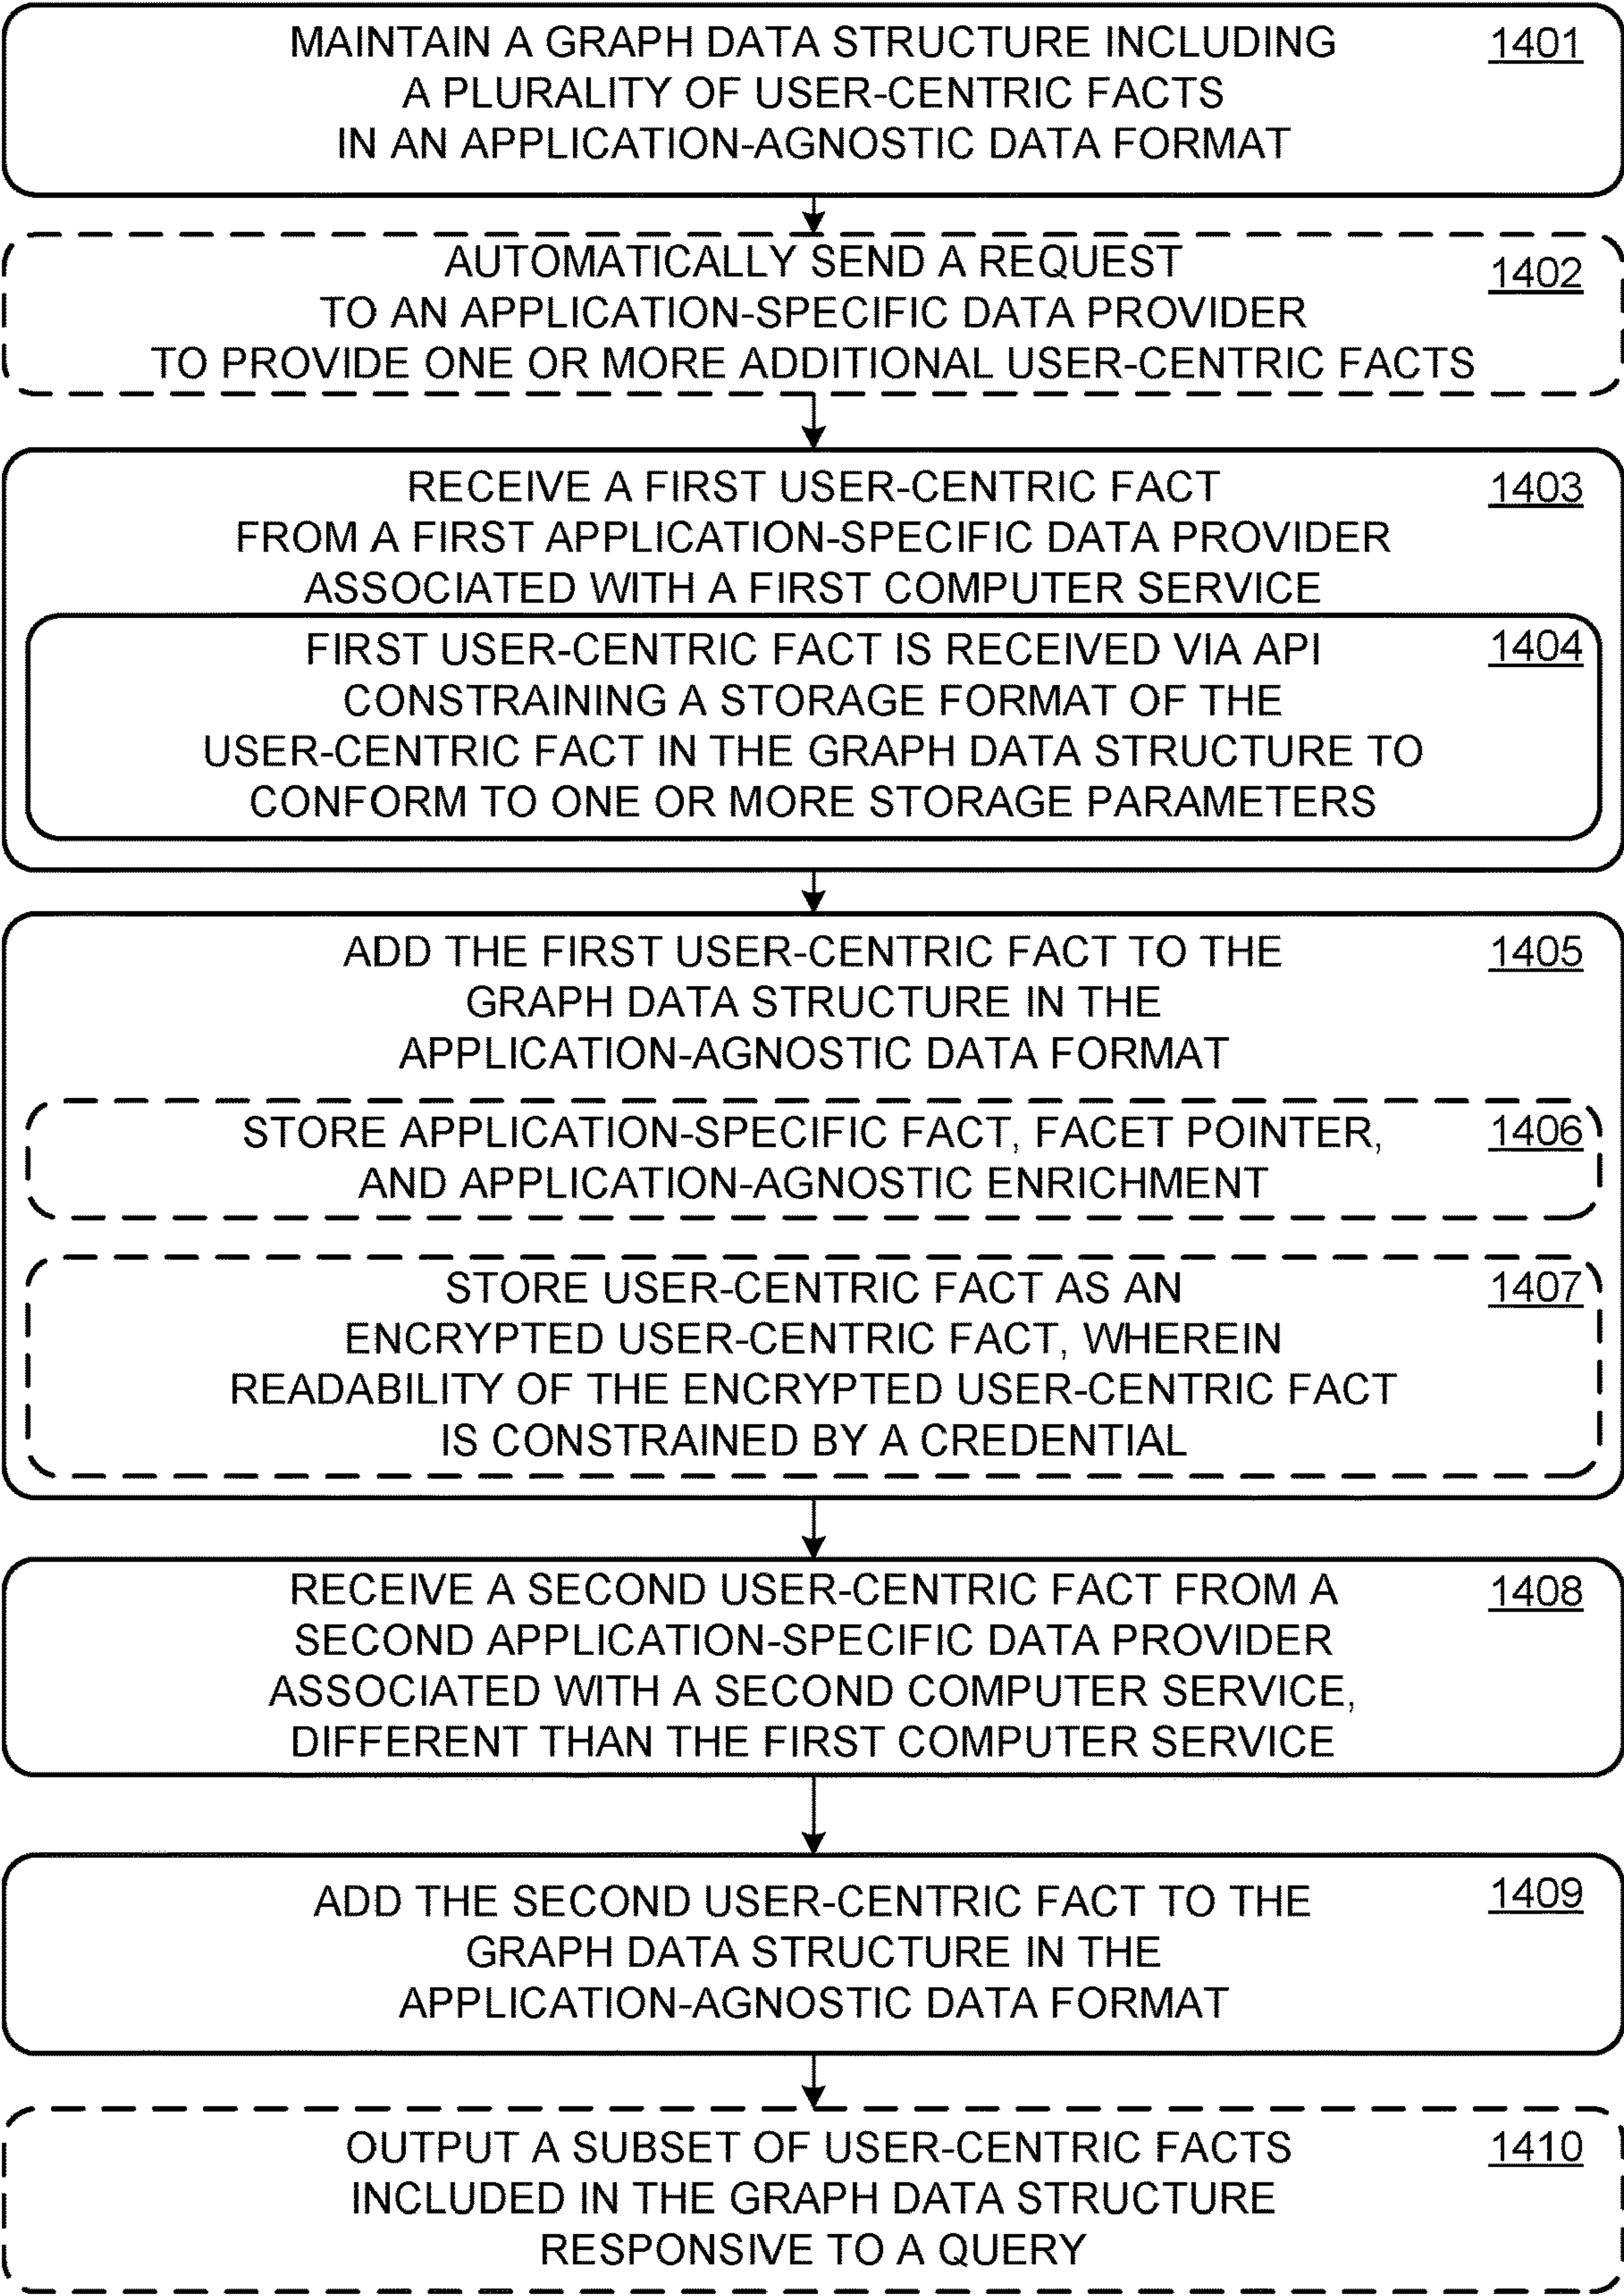 MAINTAIN A GRAPH DATA STRUCTURE INCLUDING
1401
A PLURALITY OF USER-CENTRIC FACTS
IN AN APPLICATION-AGNOSTIC DATA FORMAT
AUTOMATICALLY SEND A REQUEST
1402
TO AN APPLICATION-SPECIFIC DATA PROVIDER
TO PROVIDE ONE OR MORE ADDITIONAL USER-CENTRIC FACTS
RECEIVE A FIRST USER-CENTRIC FACT
1403
FROM A FIRST APPLICATION-SPECIFIC DATA PROVIDER
ASSOCIATED WITH A FIRST COMPUTER SERVICE
FIRST USER-CENTRIC FACT IS RECEIVED VIA API
1404
CONSTRAINING A STORAGE FORMAT OF THE
USER-CENTRIC FACT IN THE GRAPH DATA STRUCTURE TO
CONFORM TO ONE OR MORE STORAGE PARAMETERS
ADD THE FIRST USER-CENTRIC FACT TO THE
1405
GRAPH DATA STRUCTURE IN THE
APPLICATION-AGNOSTIC DATA FORMAT
STORE APPLICATION-SPECIFIC FACT, FACET POINTER,
1406
AND APPLICATION-AGNOSTIC ENRICHMENT
STORE USER-CENTRIC FACT AS AN
1407
ENCRYPTED USER-CENTRIC FACT, WHEREIN
READABILITY OF THE ENCRYPTED USER-CENTRIC FACT
IS CONSTRAINED BY A CREDENTIAL
RECEIVE A SECOND USER-CENTRIC FACT FROM A
1408
SECOND APPLICATION-SPECIFIC DATA PROVIDER
ASSOCIATED WITH A SECOND COMPUTER SERVICE,
DIFFERENT THAN THE FIRST COMPUTER SERVICE
ADD THE SECOND USER-CENTRIC FACT TO THE
1409
GRAPH DATA STRUCTURE IN THE
APPLICATION-AGNOSTIC DATA FORMAT
OUTPUT A SUBSET OF USER-CENTRIC FACTS
1410
INCLUDED IN THE GRAPH DATA STRUCTURE
RESPONSIVE TO A QUERY